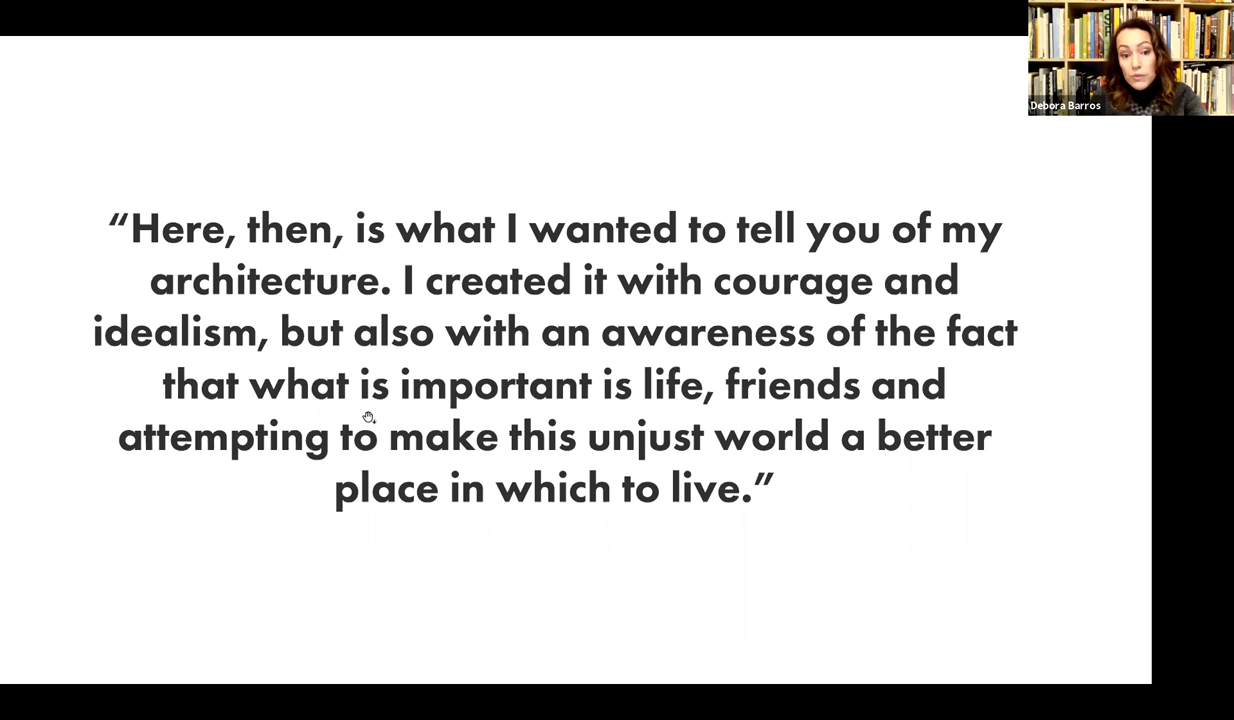 Debora Barros
“Here, then, is what I wanted to tell you of my
architecture. I created it with courage and
idealism, but also with an awareness of the fact
that what is important is life, friends and
attempting to make this unjust world a better
place in which to live.”